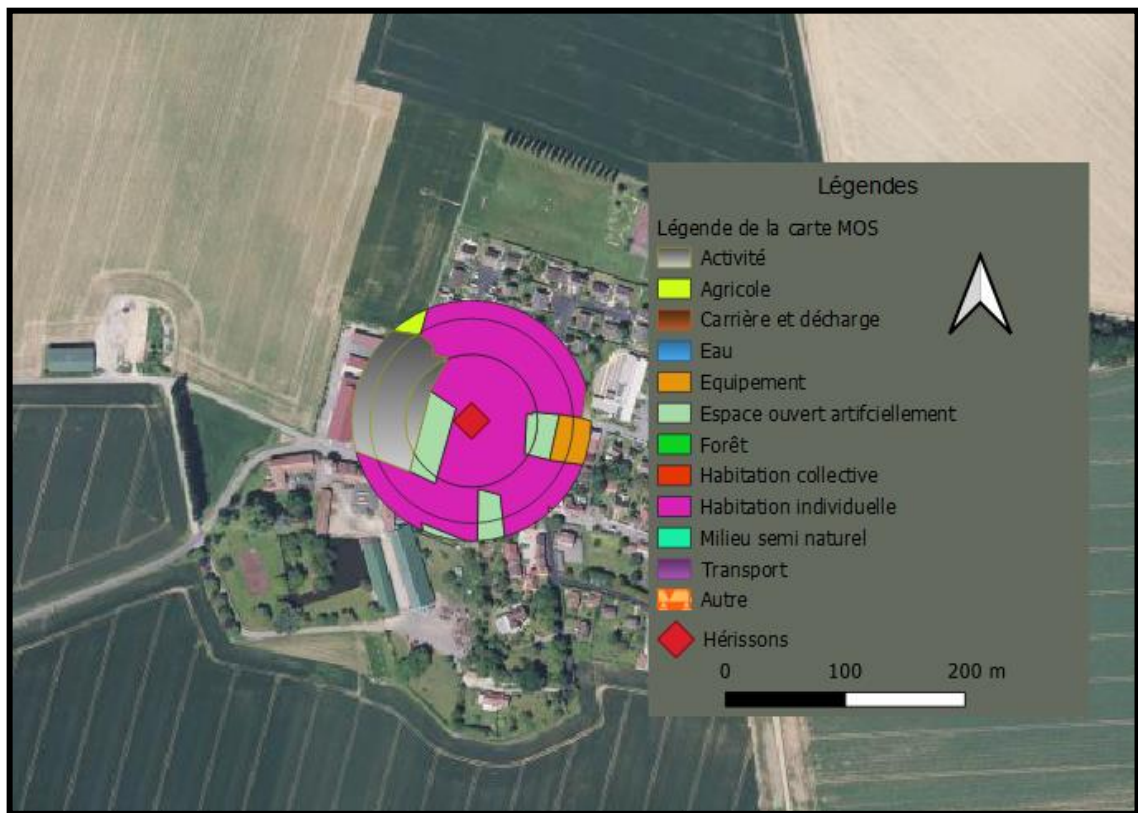 Légendes
Légende de la carte MOS
Activité
Agricole
Carrière et décharge
Eau
Equipement
Espace ouvert artifciellement
Forêt
Habitation collective
Habitation individuelle
Milieu semi naturel
Transport
Autre
Hérissons
0 100 200 m